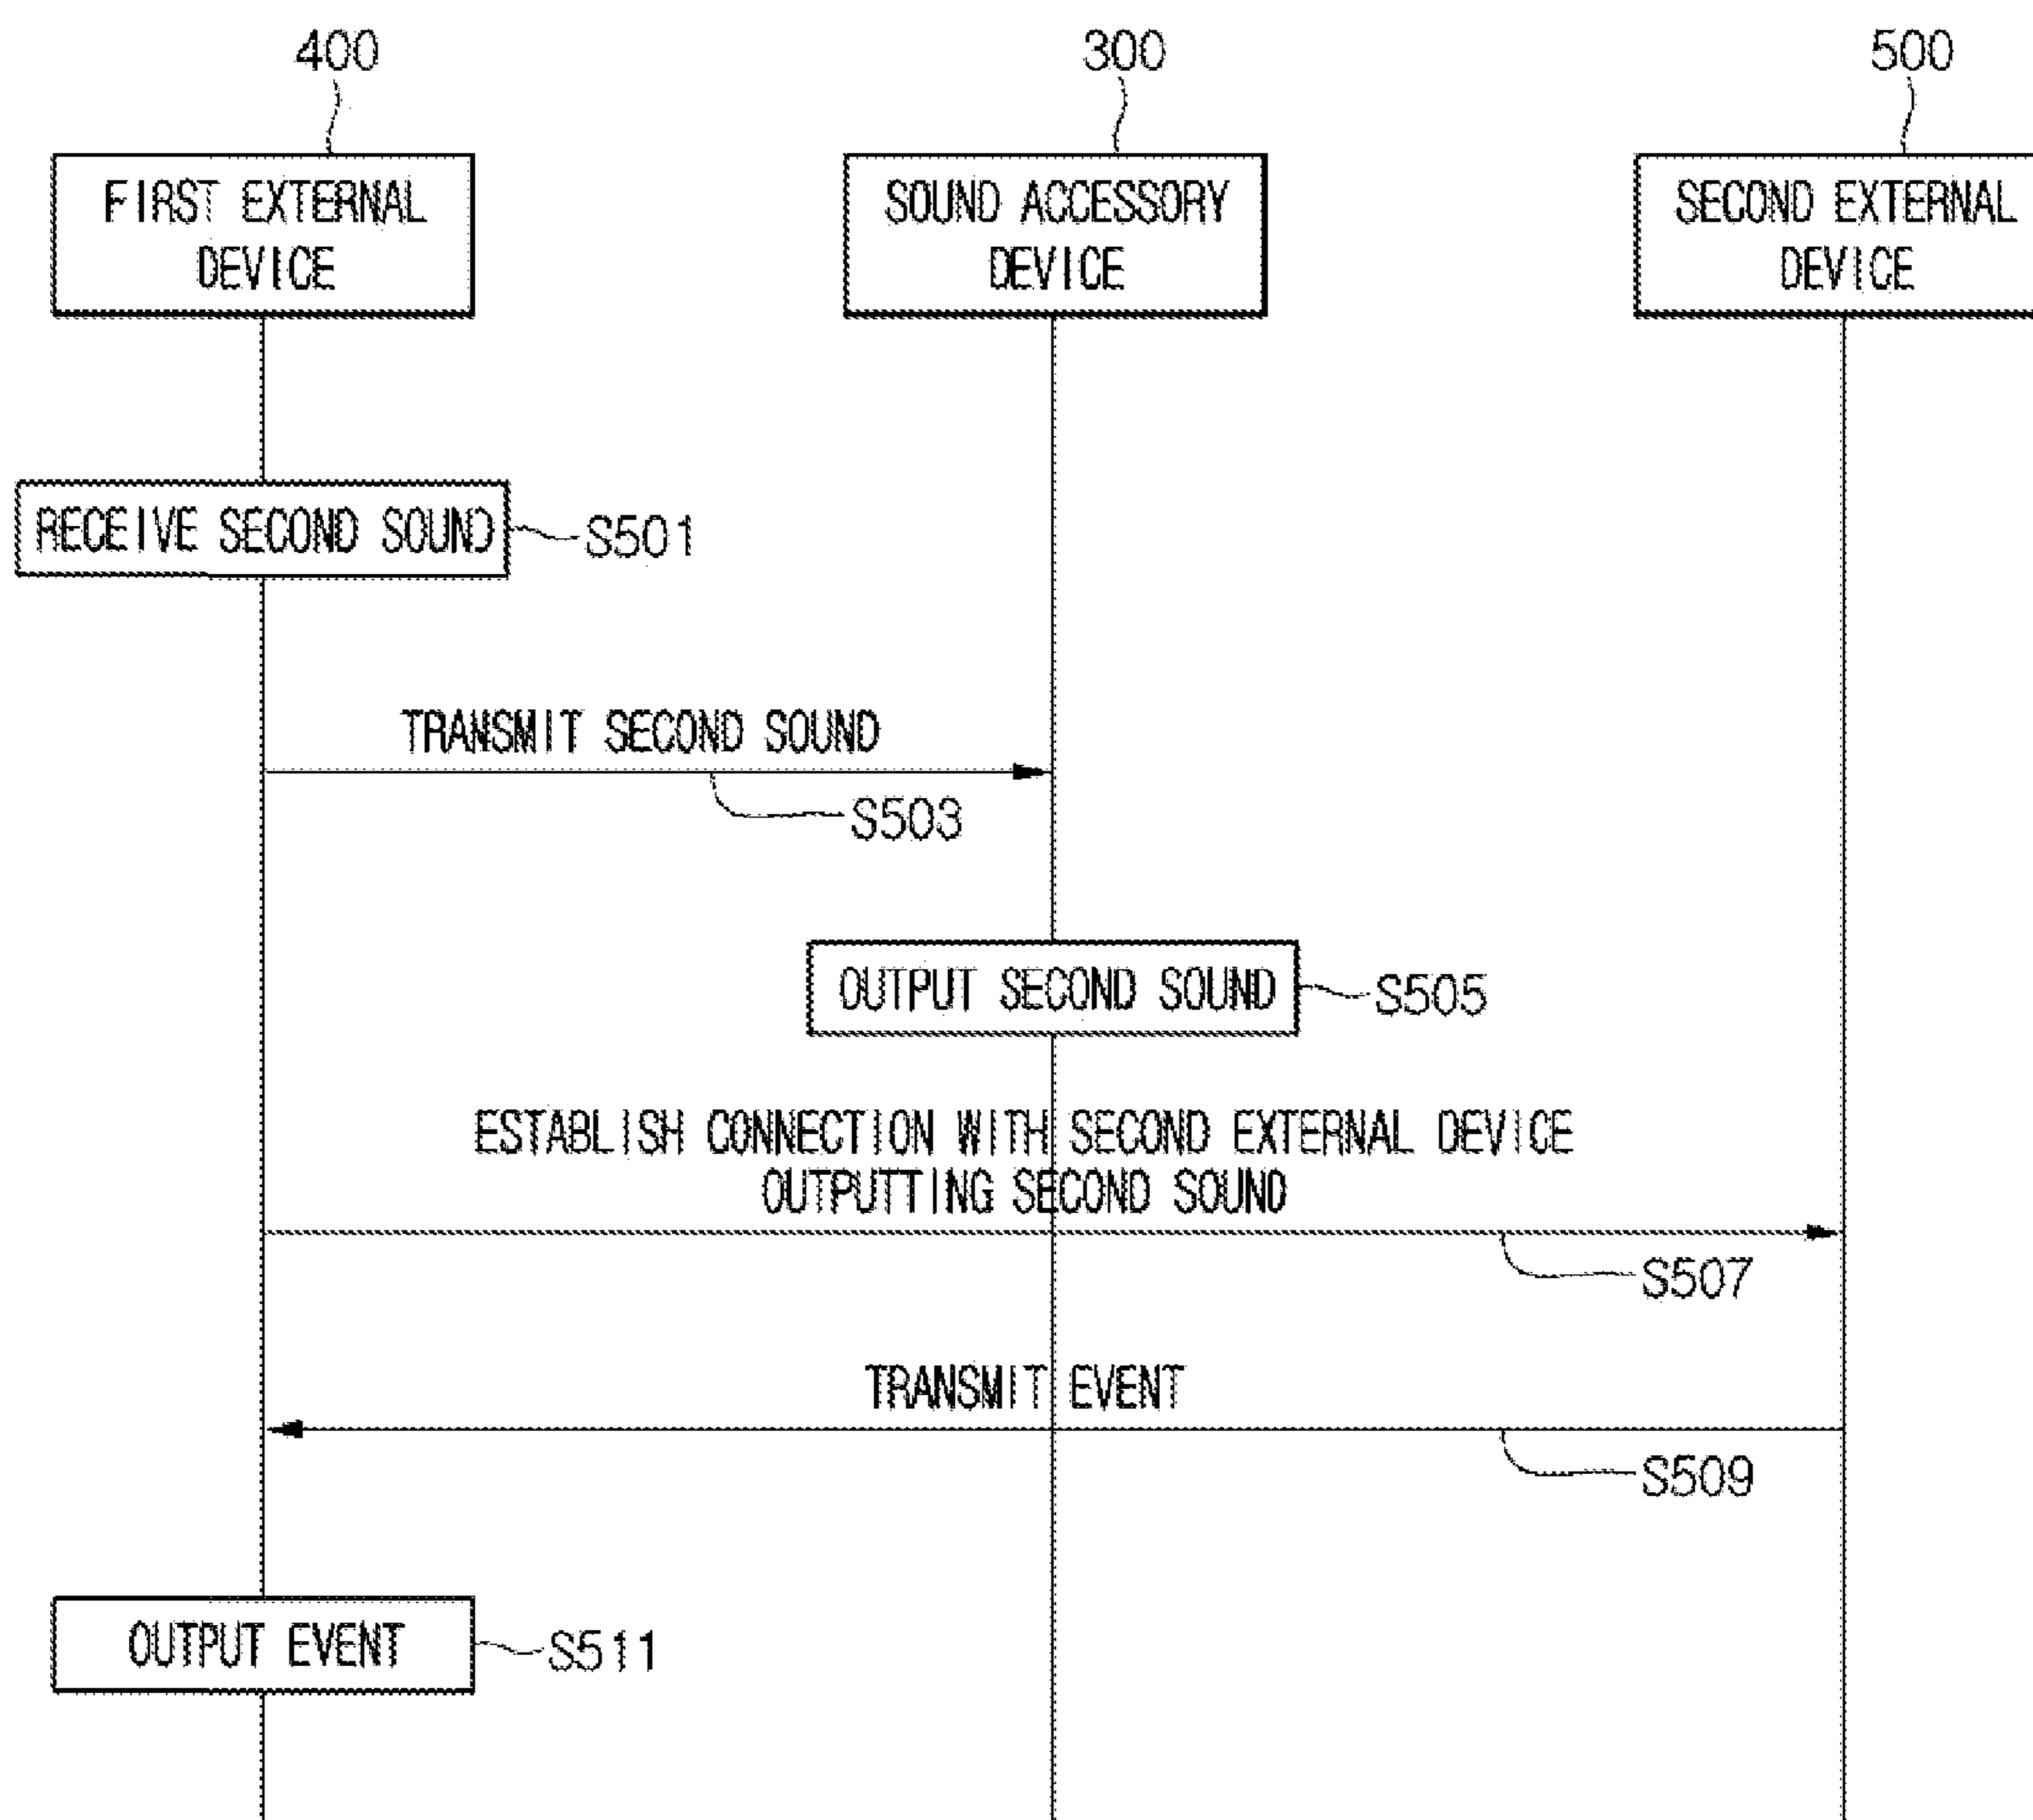 400
300
500
FIRST EXTERNAL
DEVICE
SOUND ACCESSORY
DEVICE
SECOND EXTERNAL
DEVICE
RECEIVE SECOND SOUND
S501
TRANSMIT SECOND SOUND
S503
OUTPUT SECOND SOUND
S505
ESTABLISH CONNECTION WITH SECOND EXTERNAL DEVICE
OUTPUTTING SECOND SOUND
S507
TRANSMIT EVENT
S509
OUTPUT EVENT
S511